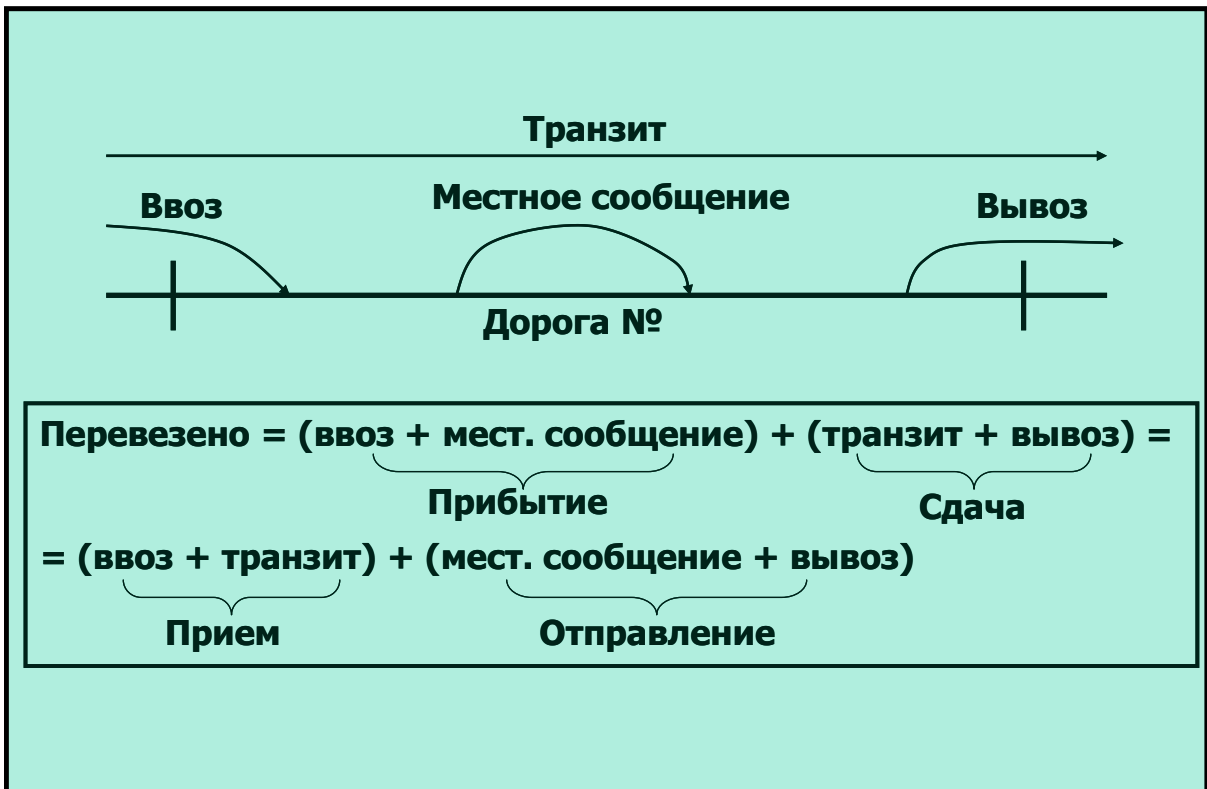 Транзит
Ввоз
Местное сообщение
Вывоз
Дорога №
Перевезено = (ввоз + мест. сообщение) + (транзит + вывоз) =
Прибытие
Сдача
= (ввоз + транзит) + (мест. сообщение + вывоз)
Прием
Отправление